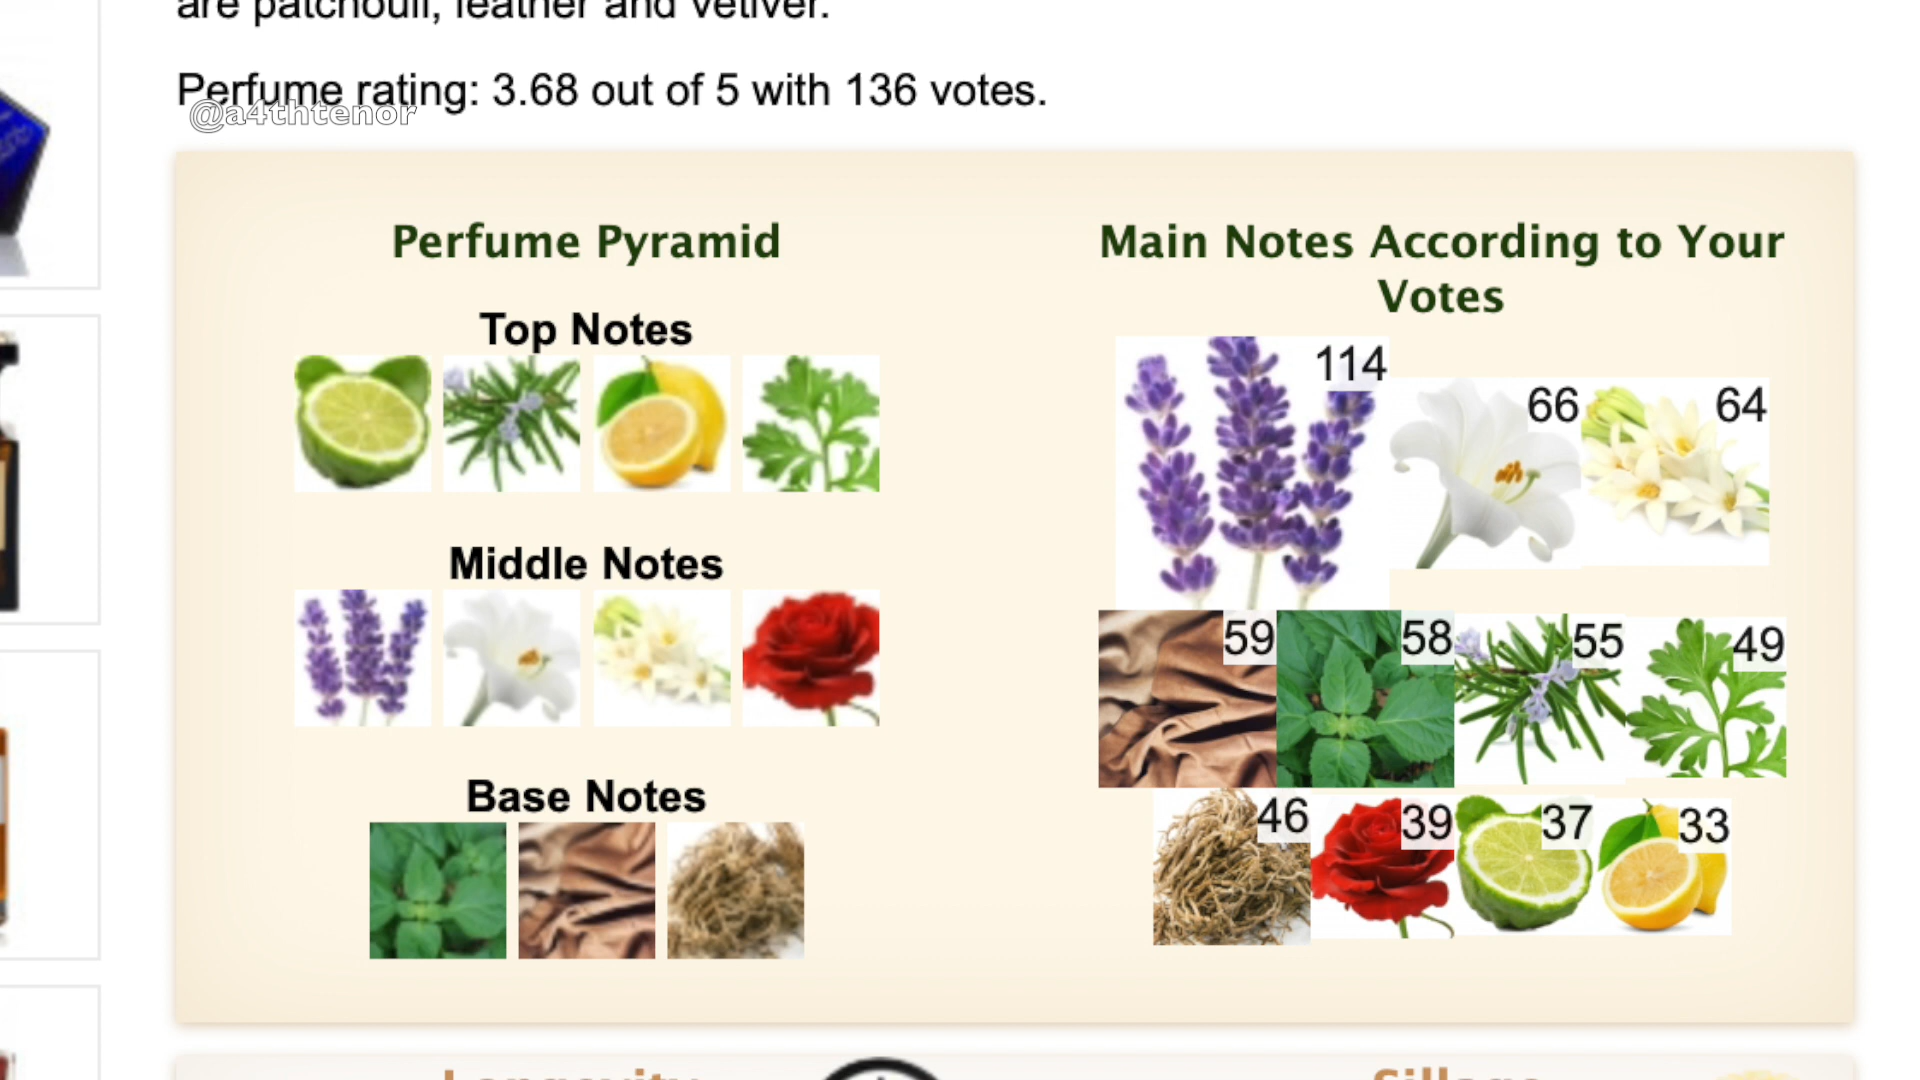 are patchouli, leather and vetiver.
Perfume rating: 3.68 out of 5 with 136 votes.
@a4thtenor
Perfume Pyramid
Top Notes
Middle Notes
Base Notes
Main Notes According to Your
Votes
114
66
64
59
58
55
49
46
39
37
33
Longevity
Sillage